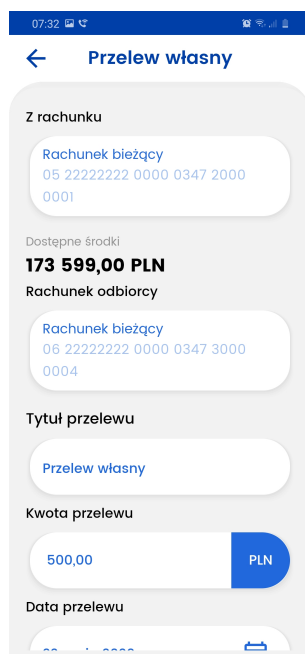 07:32
Przelew własny
Z rachunku
Rachunek bieżący
05 22222222 0000 0347 2000
0001
Dostępne środki
173 599,00 PLN
Rachunek odbiorcy
Rachunek bieżący
06 22222222 0000 0347 3000
0004
Tytuł przelewu
Przelew własny
Kwota przelewu
500,00 PLN
Data przelewu